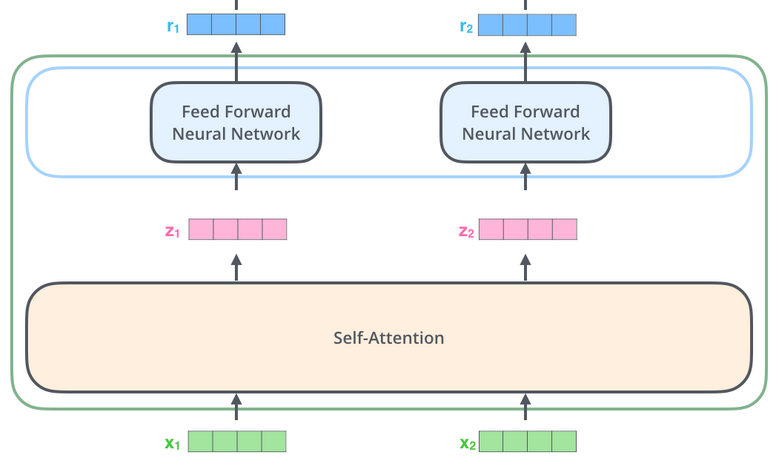 r₁ r₂
Feed Forward Neural Network
Feed Forward Neural Network
z₁ z₂
Self-Attention
x₁ x₂